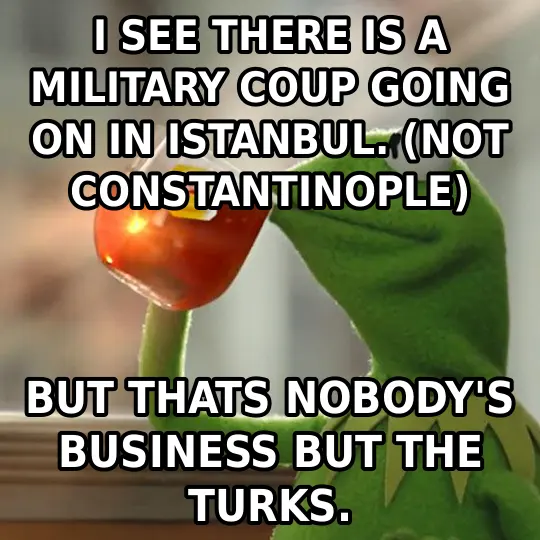 I SEE THERE IS A
MILITARY COUP GOING
ON IN ISTANBUL. (NOT
CONSTANTINOPLE)
BUT THATS NOBODY'S
BUSINESS BUT THE
TURKS.